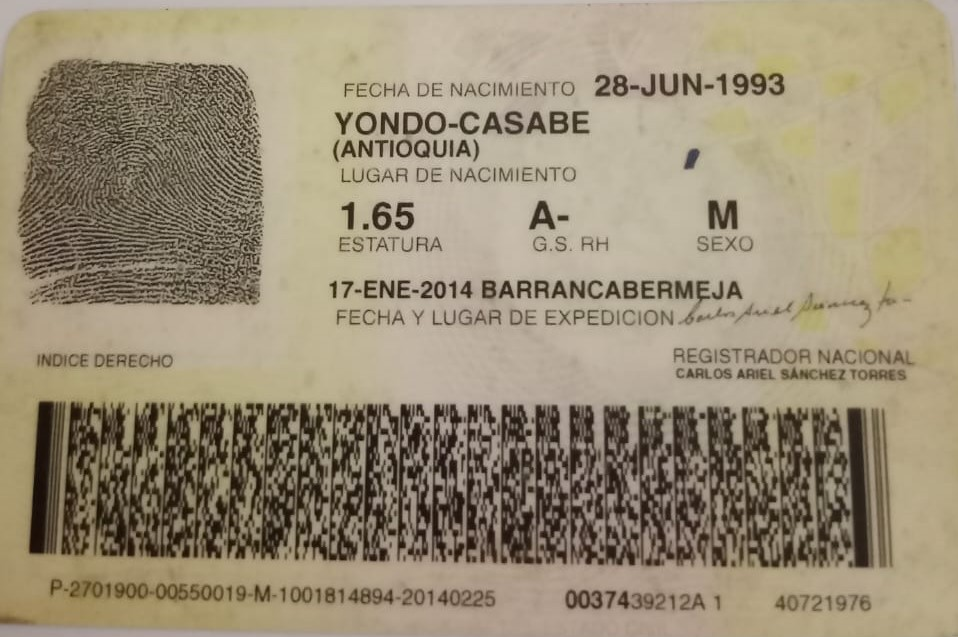 FECHA DE NACIMIENTO 28-JUN-1993
YONDO-CASABE
(ANTIOQUIA)
LUGAR DE NACIMIENTO
1.65 A- M
ESTATURA G.S. RH SEXO
17-ENE-2014 BARRANCABERMEJA
FECHA Y LUGAR DE EXPEDICION
INDICE DERECHO
REGISTRADOR NACIONAL
CARLOS ARIEL SÁNCHEZ TORRES
P-2701900-00550019-M-1001814894-20140225 0037439212A 1 40721976